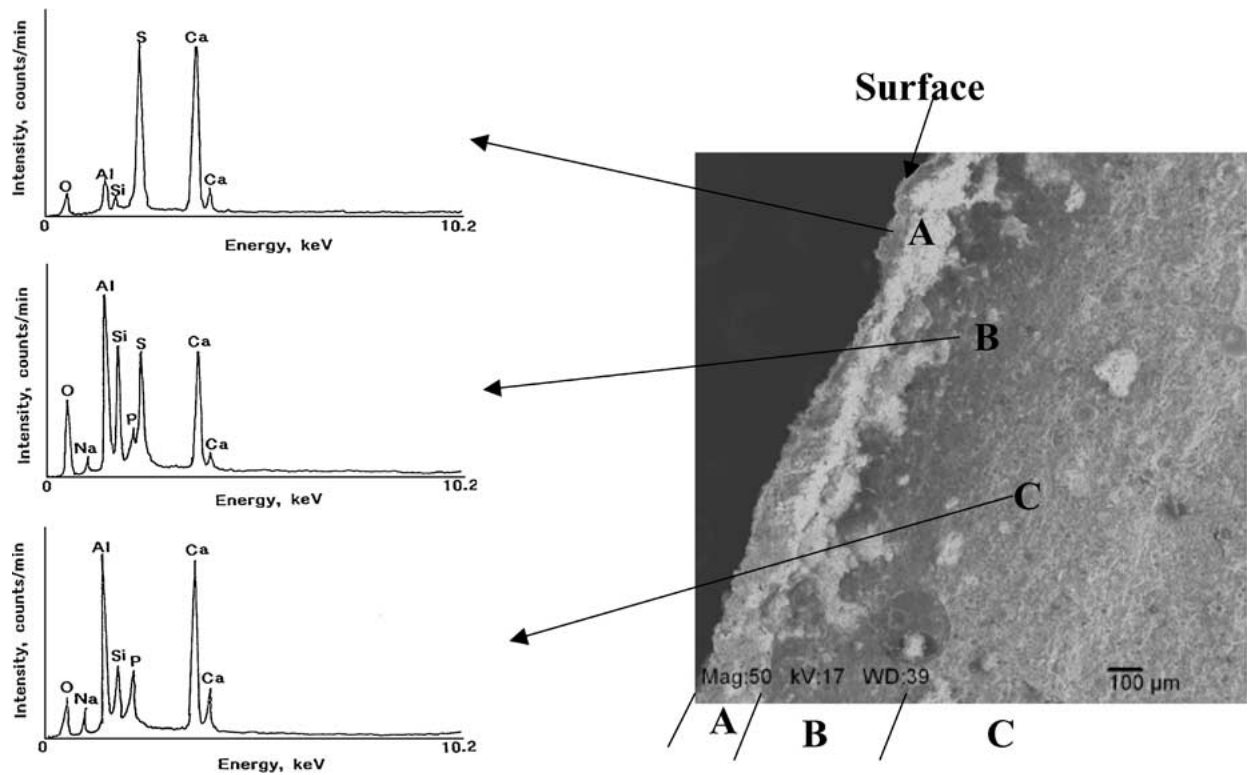 Intensity, counts/min
O
Al
Si
S
Ca
Ca
0
10.2
Energy, keV
Intensity, counts/min
O
Na
Al
Si
P
S
Ca
Ca
0
10.2
Energy, keV
Intensity, counts/min
O
Na
Al
Si
P
Ca
Ca
0
10.2
Energy, keV
Surface
A
B
C
Mag:50 kV:17 WD:39
100 μm
A B C